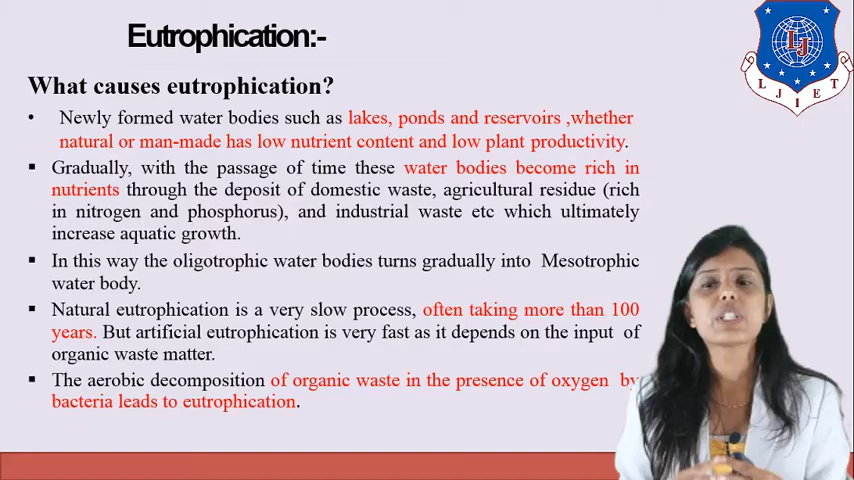 Eutrophication:-
What causes eutrophication?
• Newly formed water bodies such as lakes, ponds and reservoirs ,whether
natural or man-made has low nutrient content and low plant productivity.
▪ Gradually, with the passage of time these water bodies become rich in
nutrients through the deposit of domestic waste, agricultural residue (rich
in nitrogen and phosphorus), and industrial waste etc which ultimately
increase aquatic growth.
▪ In this way the oligotrophic water bodies turns gradually into Mesotrophic
water body.
▪ Natural eutrophication is a very slow process, often taking more than 100
years. But artificial eutrophication is very fast as it depends on the input of
organic waste matter.
▪ The aerobic decomposition of organic waste in the presence of oxygen by
bacteria leads to eutrophication.
LJ
L J I E T